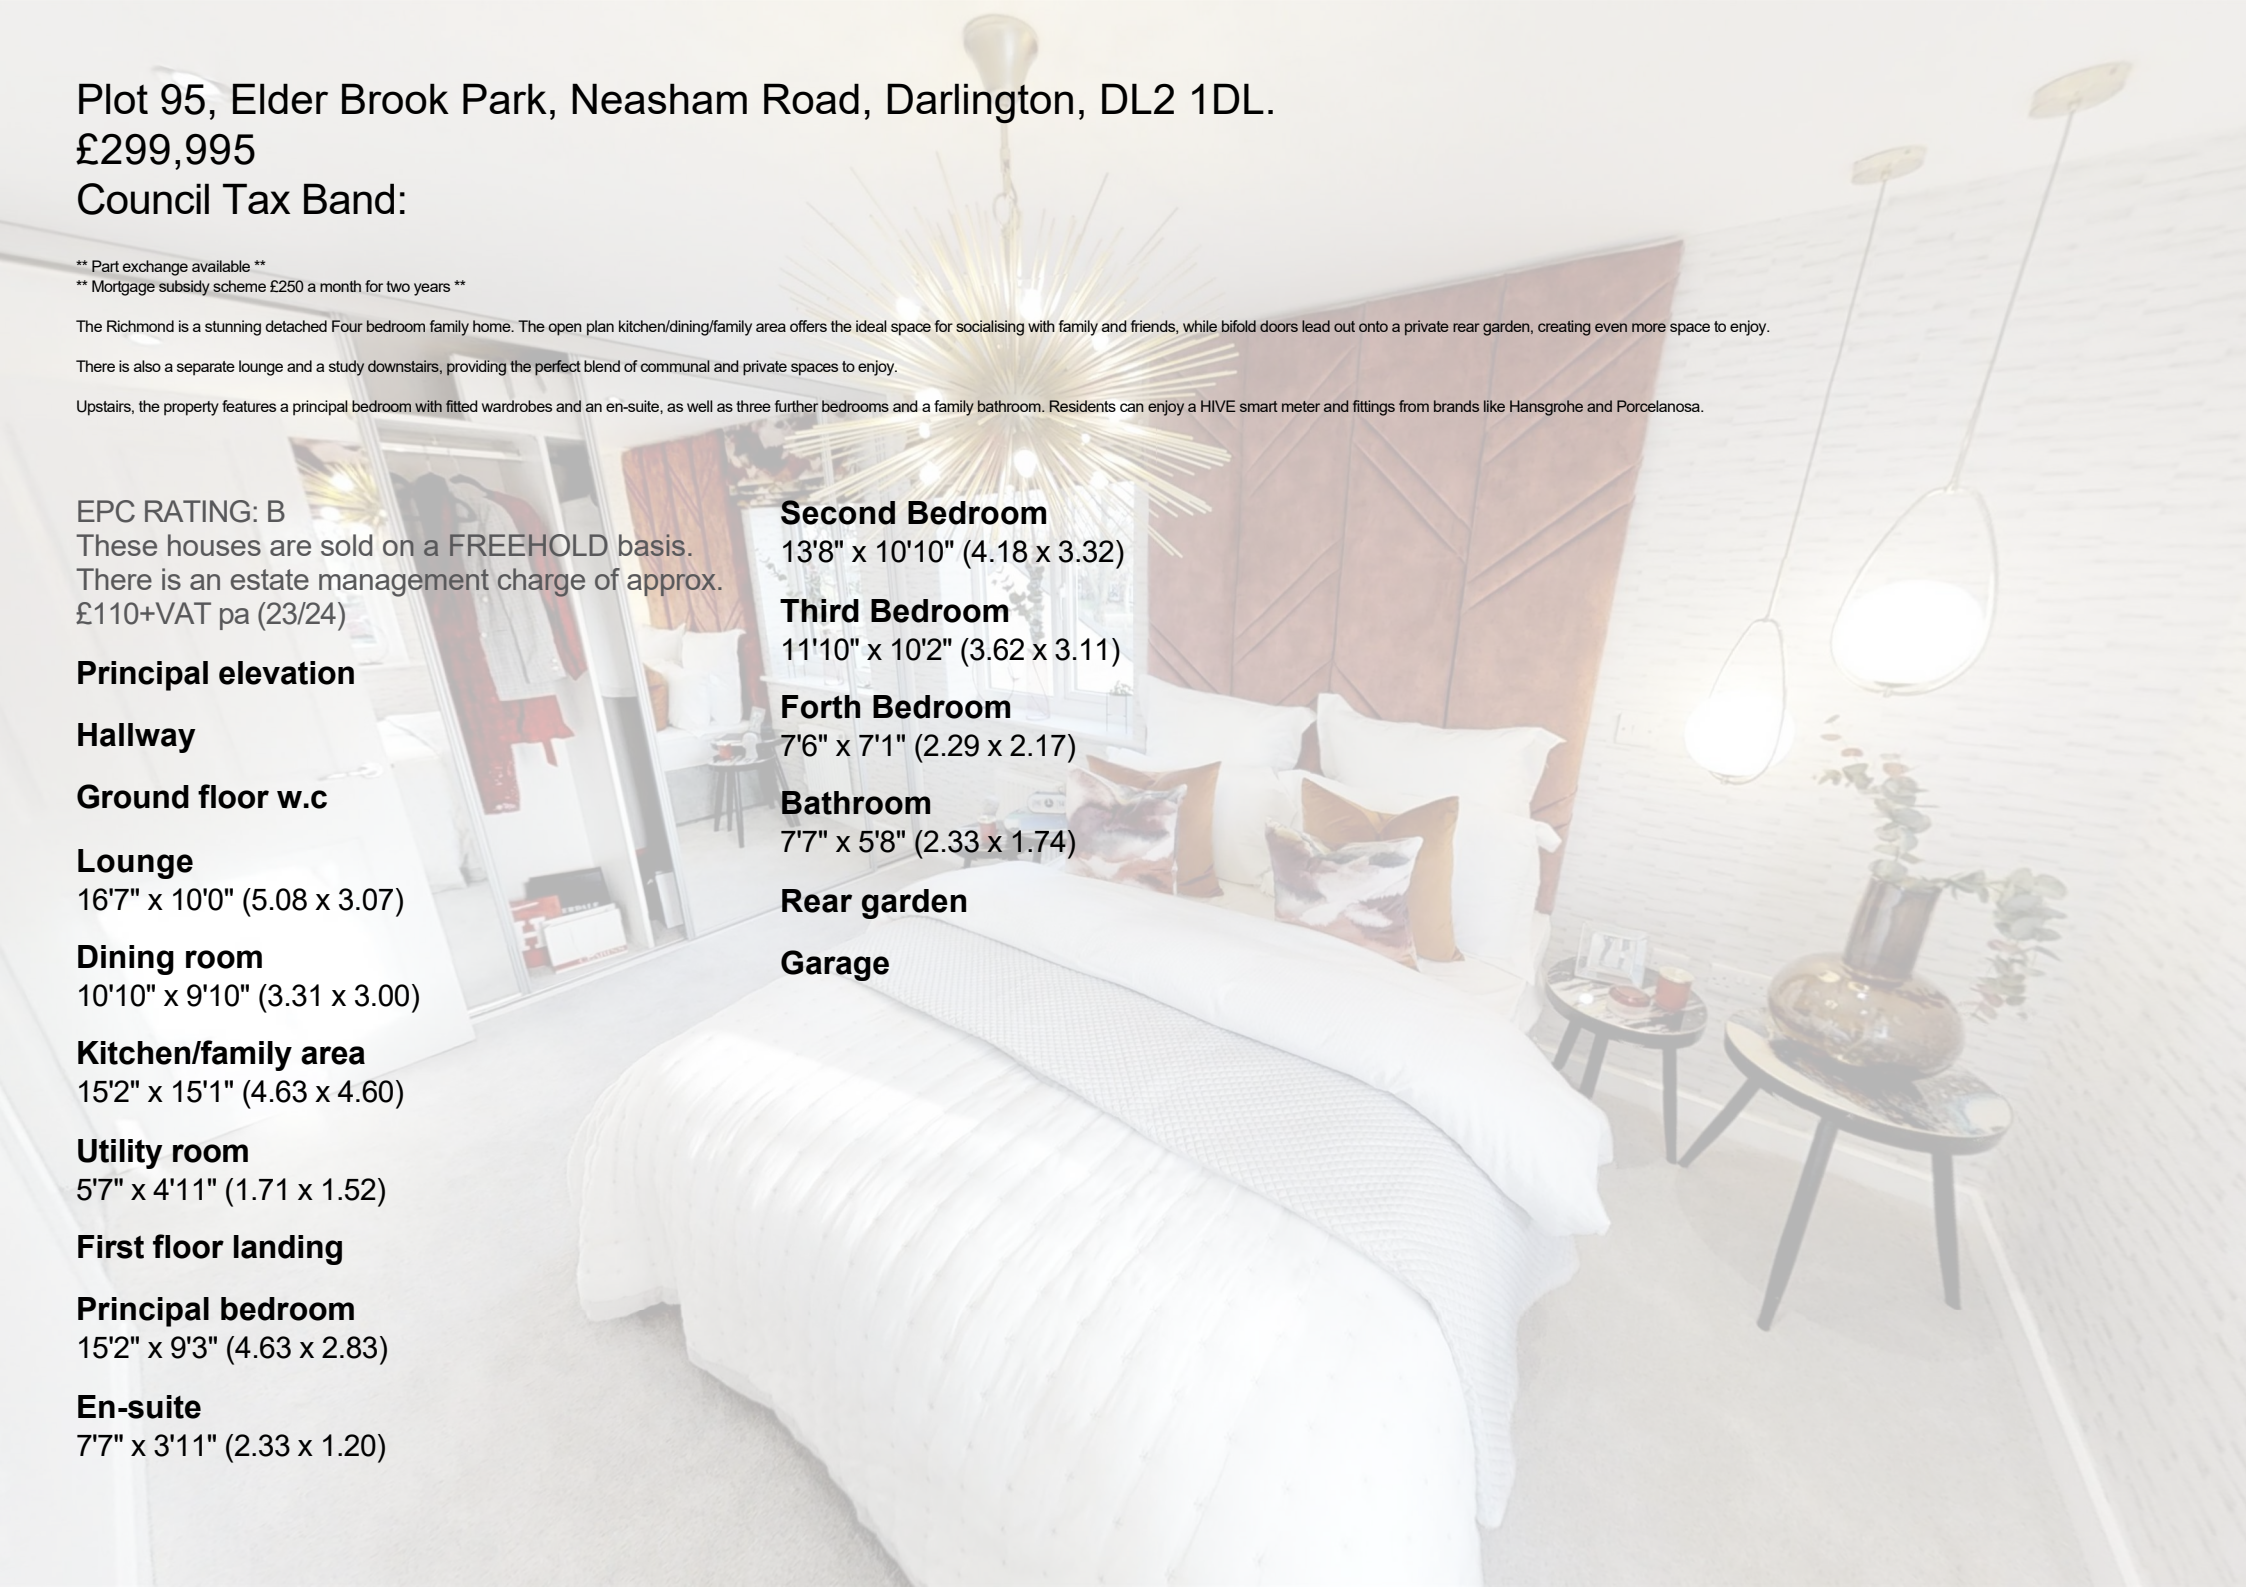 Plot 95, Elder Brook Park, Neasham Road, Darlington, DL2 1DL.
£299,995
Council Tax Band:
** Part exchange available **
** Mortgage subsidy scheme £250 a month for two years **
The Richmond is a stunning detached Four bedroom family home. The open plan kitchen/dining/family area offers the ideal space for socialising with family and friends, while bifold doors lead out onto a private rear garden, creating even more space to enjoy.
There is also a separate lounge and a study downstairs, providing the perfect blend of communal and private spaces to enjoy.
Upstairs, the property features a principal bedroom with fitted wardrobes and an en-suite, as well as three further bedrooms and a family bathroom. Residents can enjoy a HIVE smart meter and fittings from brands like Hansgrohe and Porcelanosa.
EPC RATING: B
These houses are sold on a FREEHOLD basis.
There is an estate management charge of approx.
£110+VAT pa (23/24)
Principal elevation
Hallway
Ground floor w.c
Lounge
16'7" x 10'0" (5.08 x 3.07)
Dining room
10'10" x 9'10" (3.31 x 3.00)
Kitchen/family area
15'2" x 15'1" (4.63 x 4.60)
Utility room
5'7" x 4'11" (1.71 x 1.52)
First floor landing
Principal bedroom
15'2" x 9'3" (4.63 x 2.83)
En-suite
7'7" x 3'11" (2.33 x 1.20)
Second Bedroom
13'8" x 10'10" (4.18 x 3.32)
Third Bedroom
11'10" x 10'2" (3.62 x 3.11)
Forth Bedroom
7'6" x 7'1" (2.29 x 2.17)
Bathroom
7'7" x 5'8" (2.33 x 1.74)
Rear garden
Garage